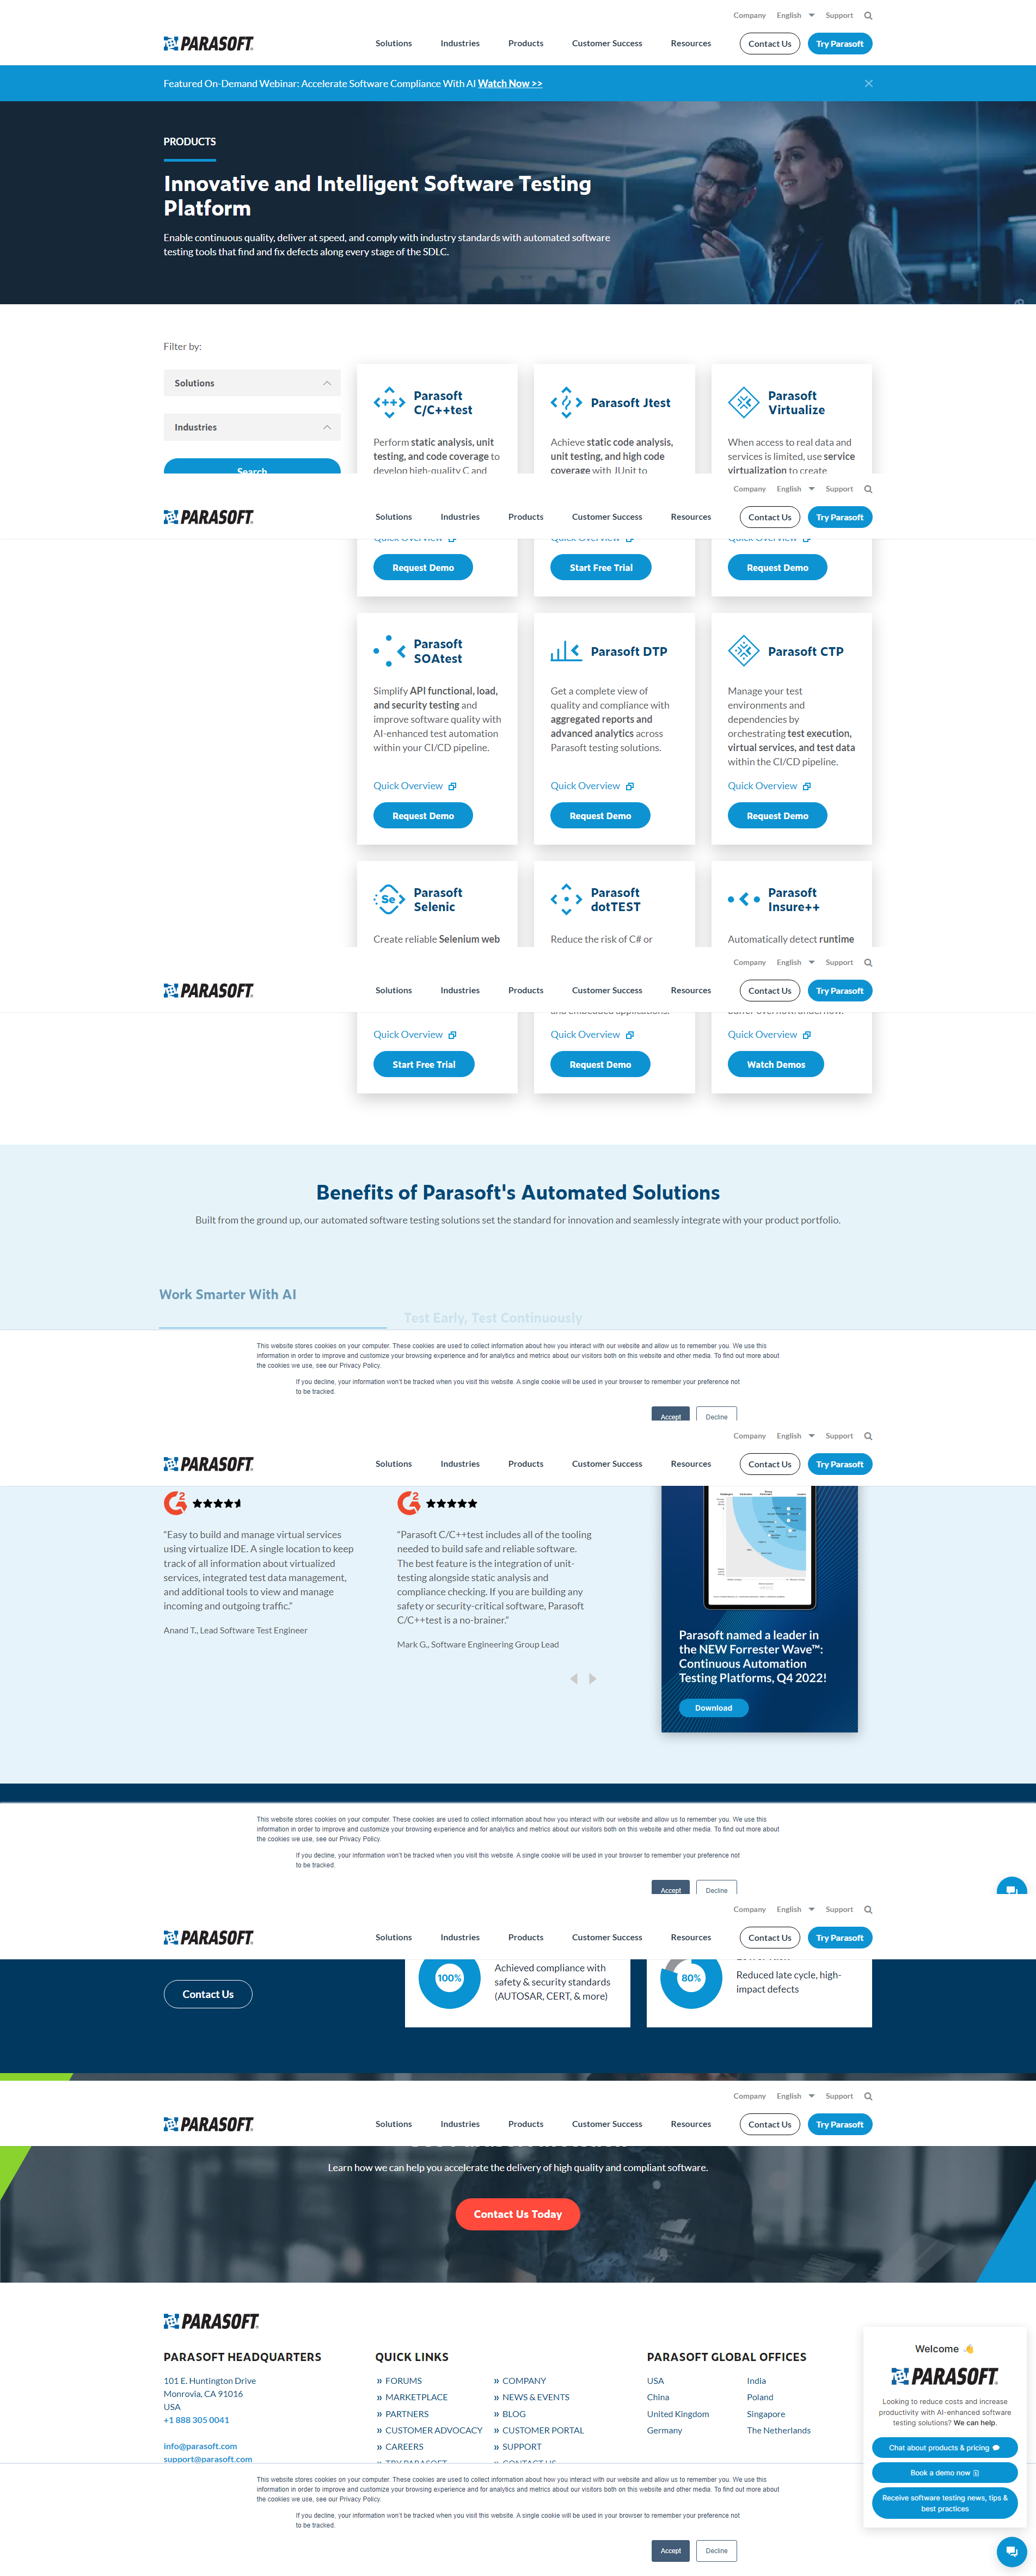 Company English Support
PARASOFT
Solutions Industries Products Customer Success Resources Contact Us Try Parasoft
Featured On-Demand Webinar: Accelerate Software Compliance With AI Watch Now >>
PRODUCTS
Innovative and Intelligent Software Testing
Platform
Enable continuous quality, deliver at speed, and comply with industry standards with automated software
testing tools that find and fix defects along every stage of the SDLC.
Filter by:
Solutions
Industries
Search
Parasoft
C/C++test
Perform static analysis, unit
testing, and code coverage to
develop high-quality C and
Parasoft Jtest
Achieve static code analysis,
unit testing, and high code
coverage with JUnit to
Parasoft
Virtualize
When access to real data and
services is limited, use service
virtualization to create
Company English Support
PARASOFT
Solutions Industries Products Customer Success Resources Contact Us Try Parasoft
Quick Overview Quick Overview Quick Overview
Request Demo Start Free Trial Request Demo
Parasoft
SOAtest
Simplify API functional, load,
and security testing and
improve software quality with
AI-enhanced test automation
within your CI/CD pipeline.
Quick Overview
Request Demo
Parasoft DTP
Get a complete view of
quality and compliance with
aggregated reports and
advanced analytics across
Parasoft testing solutions.
Quick Overview
Request Demo
Parasoft CTP
Manage your test
environments and
dependencies by
orchestrating test execution,
virtual services, and test data
within the CI/CD pipeline.
Quick Overview
Request Demo
Se
Parasoft
Selenic
Create reliable Selenium web
Parasoft
dotTEST
Reduce the risk of C# or
Parasoft
Insure++
Automatically detect runtime
Company English Support
PARASOFT
Solutions Industries Products Customer Success Resources Contact Us Try Parasoft
and embedded applications.
Quick Overview Quick Overview Quick Overview
Start Free Trial Request Demo Watch Demos
Benefits of Parasoft's Automated Solutions
Built from the ground up, our automated software testing solutions set the standard for innovation and seamlessly integrate with your product portfolio.
Work Smarter With AI
Test Early, Test Continuously
This website stores cookies on your computer. These cookies are used to collect information about how you interact with our website and allow us to remember you. We use this
information in order to improve and customize your browsing experience and for analytics and metrics about our visitors both on this website and other media. To find out more about
the cookies we use, see our Privacy Policy.
If you decline, your information won't be tracked when you visit this website. A single cookie will be used in your browser to remember your preference not
to be tracked.
Accept Decline
Company English Support
PARASOFT
Solutions Industries Products Customer Success Resources Contact Us Try Parasoft
G2
"Easy to build and manage virtual services
using virtualize IDE. A single location to keep
track of all information about virtualized
services, integrated test data management,
and additional tools to view and manage
incoming and outgoing traffic."
Anand T., Lead Software Test Engineer
G2
"Parasoft C/C++test includes all of the tooling
needed to build safe and reliable software.
The best feature is the integration of unit-
testing alongside static analysis and
compliance checking. If you are building any
safety or security-critical software, Parasoft
C/C++test is a no-brainer."
Mark G., Software Engineering Group Lead
Parasoft named a leader in
the NEW Forrester Wave™:
Continuous Automation
Testing Platforms, Q4 2022!
Download
This website stores cookies on your computer. These cookies are used to collect information about how you interact with our website and allow us to remember you. We use this
information in order to improve and customize your browsing experience and for analytics and metrics about our visitors both on this website and other media. To find out more about
the cookies we use, see our Privacy Policy.
If you decline, your information won't be tracked when you visit this website. A single cookie will be used in your browser to remember your preference not
to be tracked.
Accept Decline
Company English Support
PARASOFT
Solutions Industries Products Customer Success Resources Contact Us Try Parasoft
Contact Us
100%
Achieved compliance with
safety & security standards
(AUTOSAR, CERT, & more)
80%
Reduced late cycle, high-
impact defects
Company English Support
PARASOFT
Solutions Industries Products Customer Success Resources Contact Us Try Parasoft
Learn how we can help you accelerate the delivery of high quality and compliant software.
Contact Us Today
PARASOFT
PARASOFT HEADQUARTERS
101 E. Huntington Drive
Monrovia, CA 91016
USA
+1 888 305 0041
info@parasoft.com
support@parasoft.com
QUICK LINKS
» FORUMS » COMPANY
» MARKETPLACE » NEWS & EVENTS
» PARTNERS » BLOG
» CUSTOMER ADVOCACY » CUSTOMER PORTAL
» CAREERS » SUPPORT
» TRY PARASOFT » CONTACT US
PARASOFT GLOBAL OFFICES
USA India
China Poland
United Kingdom Singapore
Germany The Netherlands
Welcome
PARASOFT
Looking to reduce costs and increase
productivity with AI-enhanced software
testing solutions? We can help.
Chat about products & pricing
Book a demo now
Receive software testing news, tips &
best practices
This website stores cookies on your computer. These cookies are used to collect information about how you interact with our website and allow us to remember you. We use this
information in order to improve and customize your browsing experience and for analytics and metrics about our visitors both on this website and other media. To find out more about
the cookies we use, see our Privacy Policy.
If you decline, your information won't be tracked when you visit this website. A single cookie will be used in your browser to remember your preference not
to be tracked.
Accept Decline